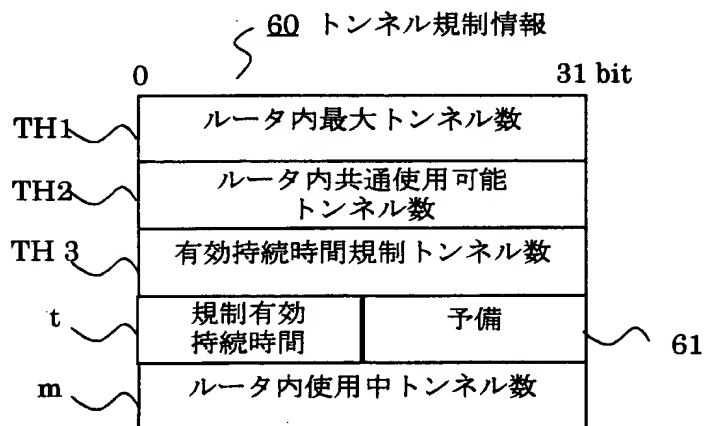 60 トンネル規制情報
0 31 bit
TH1 ルータ内最大トンネル数
TH2 ルータ内共通使用可能
トンネル数
TH 3 有効持続時間規制トンネル数
t 規制有効 予備
持続時間 61
m ルータ内使用中トンネル数